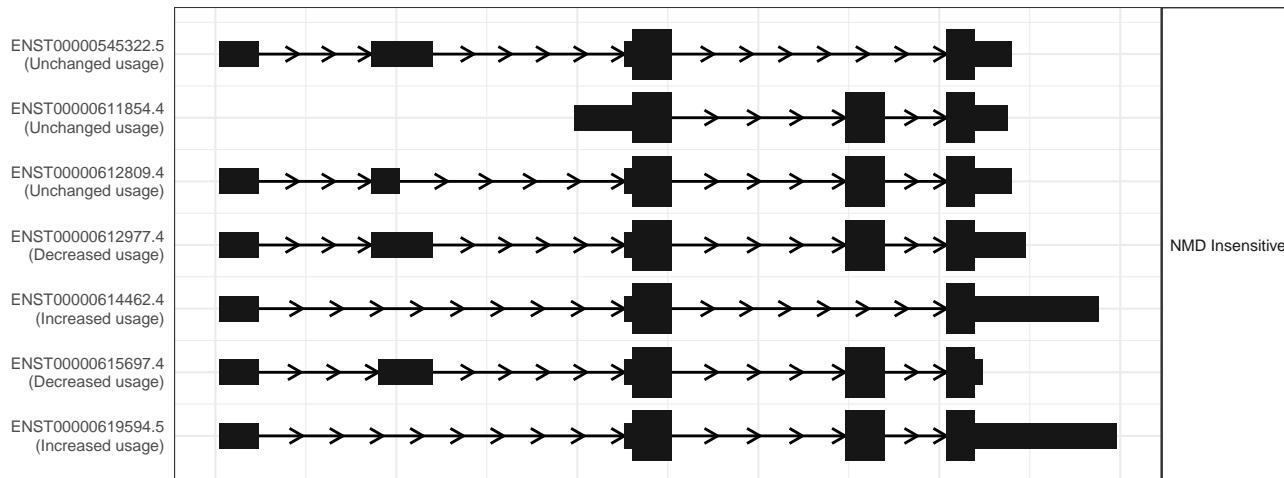 ENST00000545322.5
(Unchanged usage)
ENST00000611854.4
(Unchanged usage)
ENST00000612809.4
(Unchanged usage)
ENST00000612977.4
(Decreased usage)
NMD Insensitive
ENST00000614462.4
(Increased usage)
ENST00000615697.4
(Decreased usage)
ENST00000619594.5
(Increased usage)